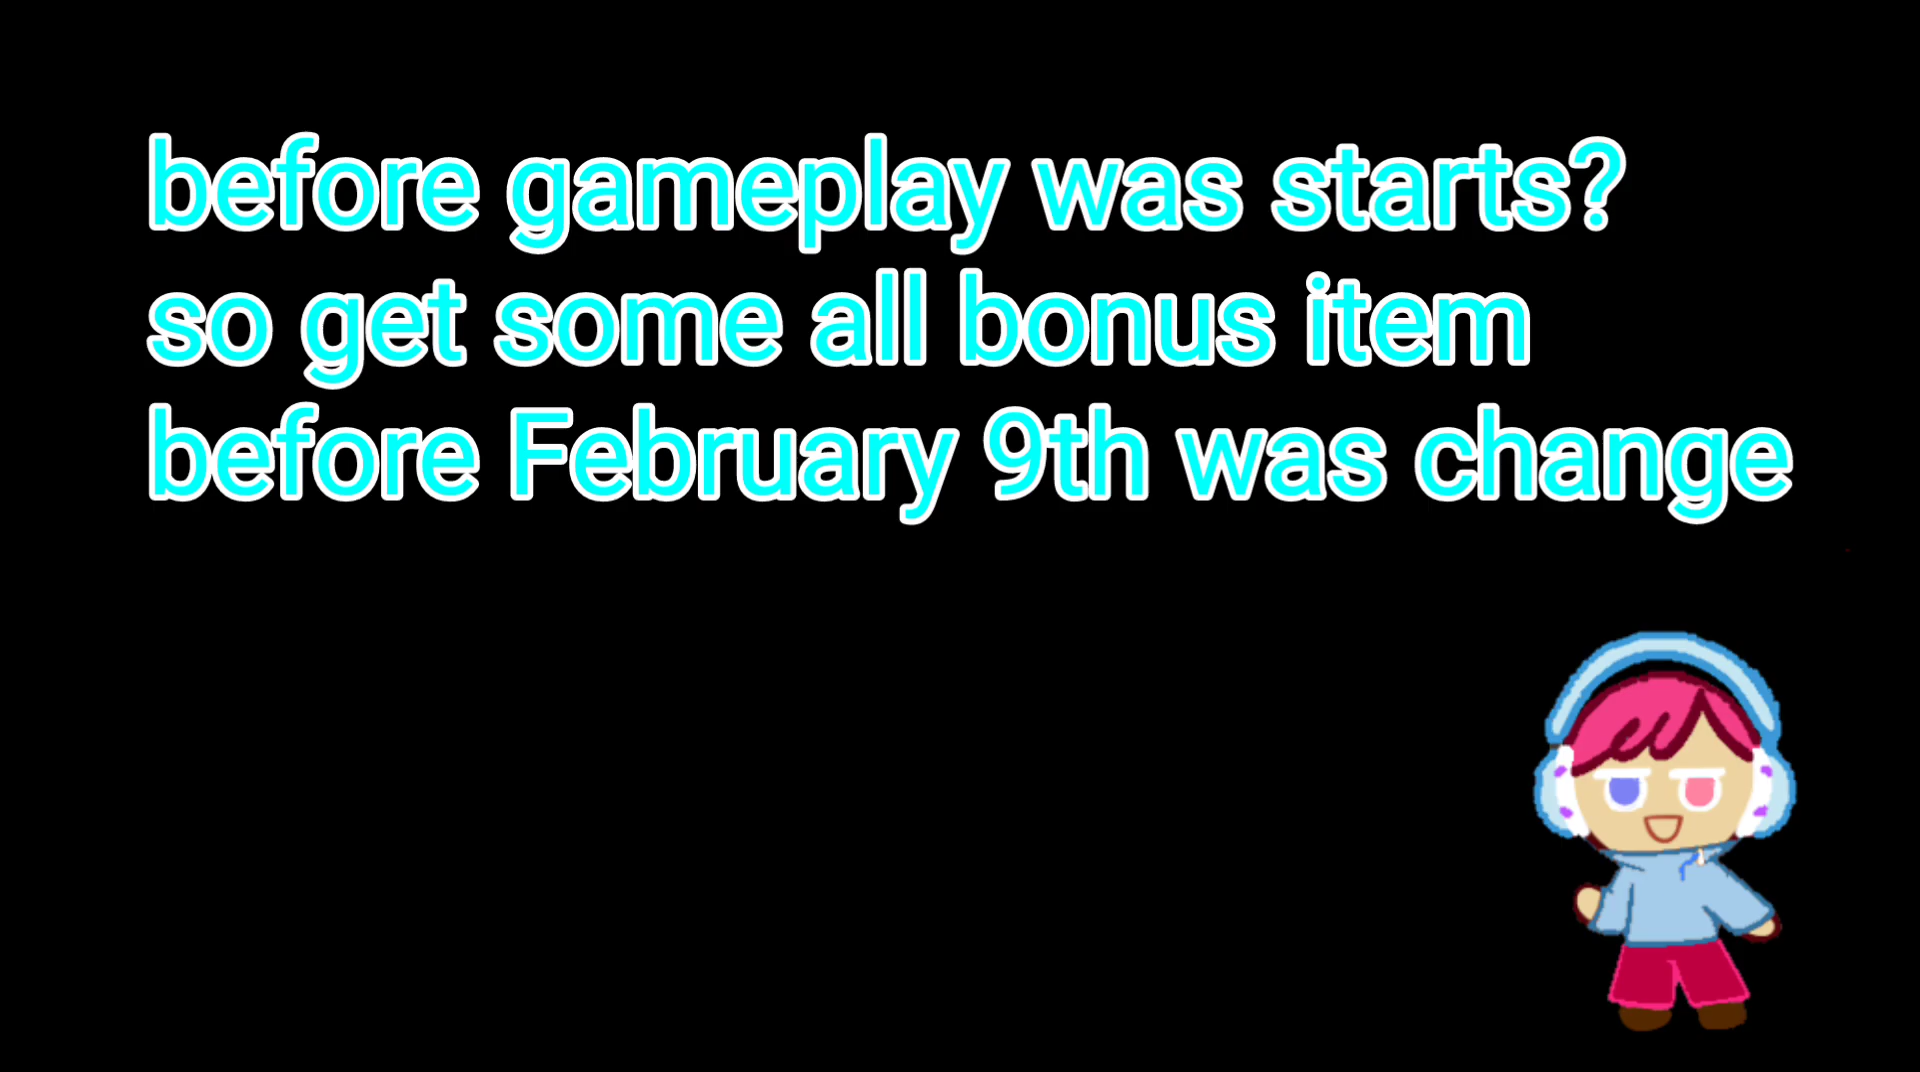 before gameplay was starts?
so get some all bonus item
before February 9th was change